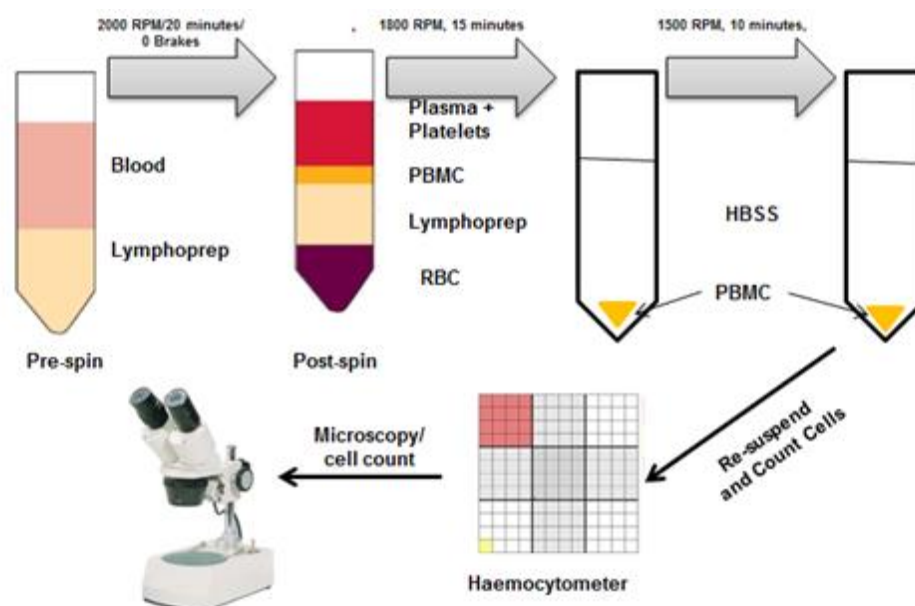 2000 RPM/20 minutes/
0 Brakes
. 1800 RPM, 15 minutes
1500 RPM, 10 minutes,
Blood
Lymphoprep
Plasma +
Platelets
PBMC
Lymphoprep
RBC
HBSS
PBMC
Pre-spin
Post-spin
Re-suspend
and Count Cells
Microscopy/
cell count
Haemocytometer